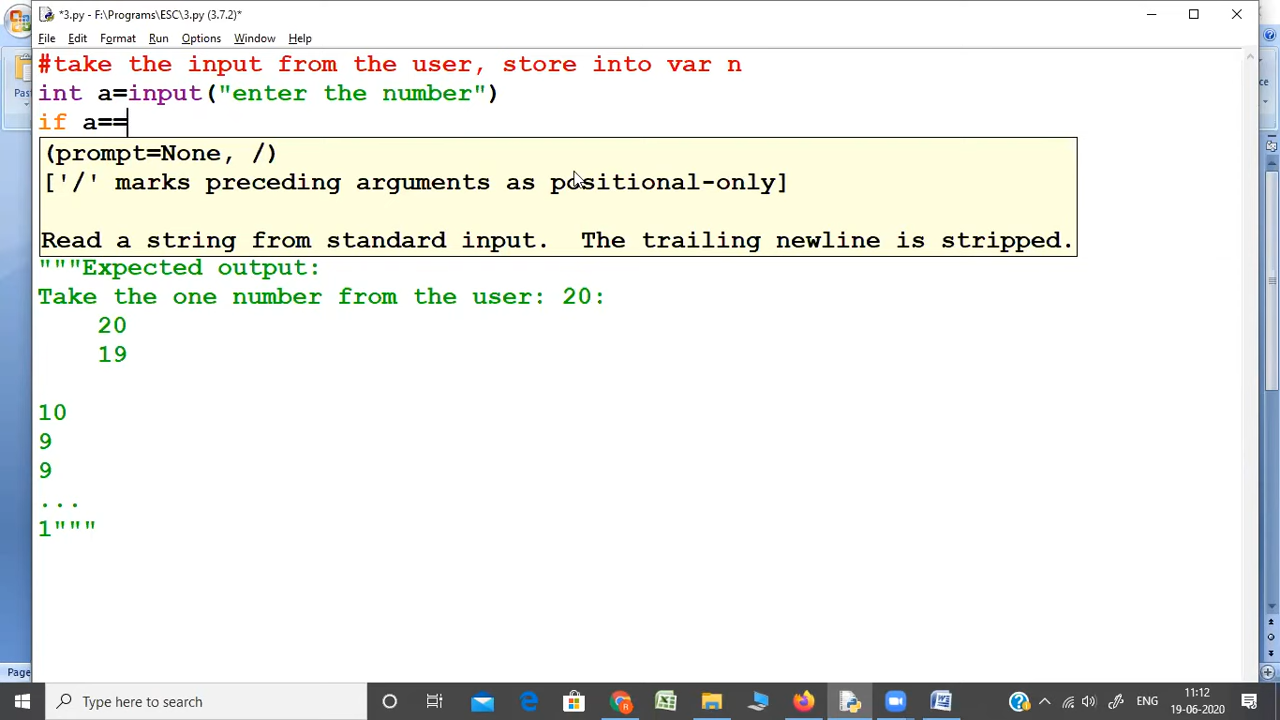 *3.py - F:\Programs\ESC\3.py (3.7.2)*
File Edit Format Run Options Window Help
#take the input from the user, store into var n
int a=input("enter the number")
if a==
(prompt=None, /)
['/' marks preceding arguments as positional-only]
Read a string from standard input.  The trailing newline is stripped.
"""Expected output:
Take the one number from the user: 20:
20
19
10
9
9
...
1"""
Past
Page
Type here to search
ENG
11:12
19-06-2020